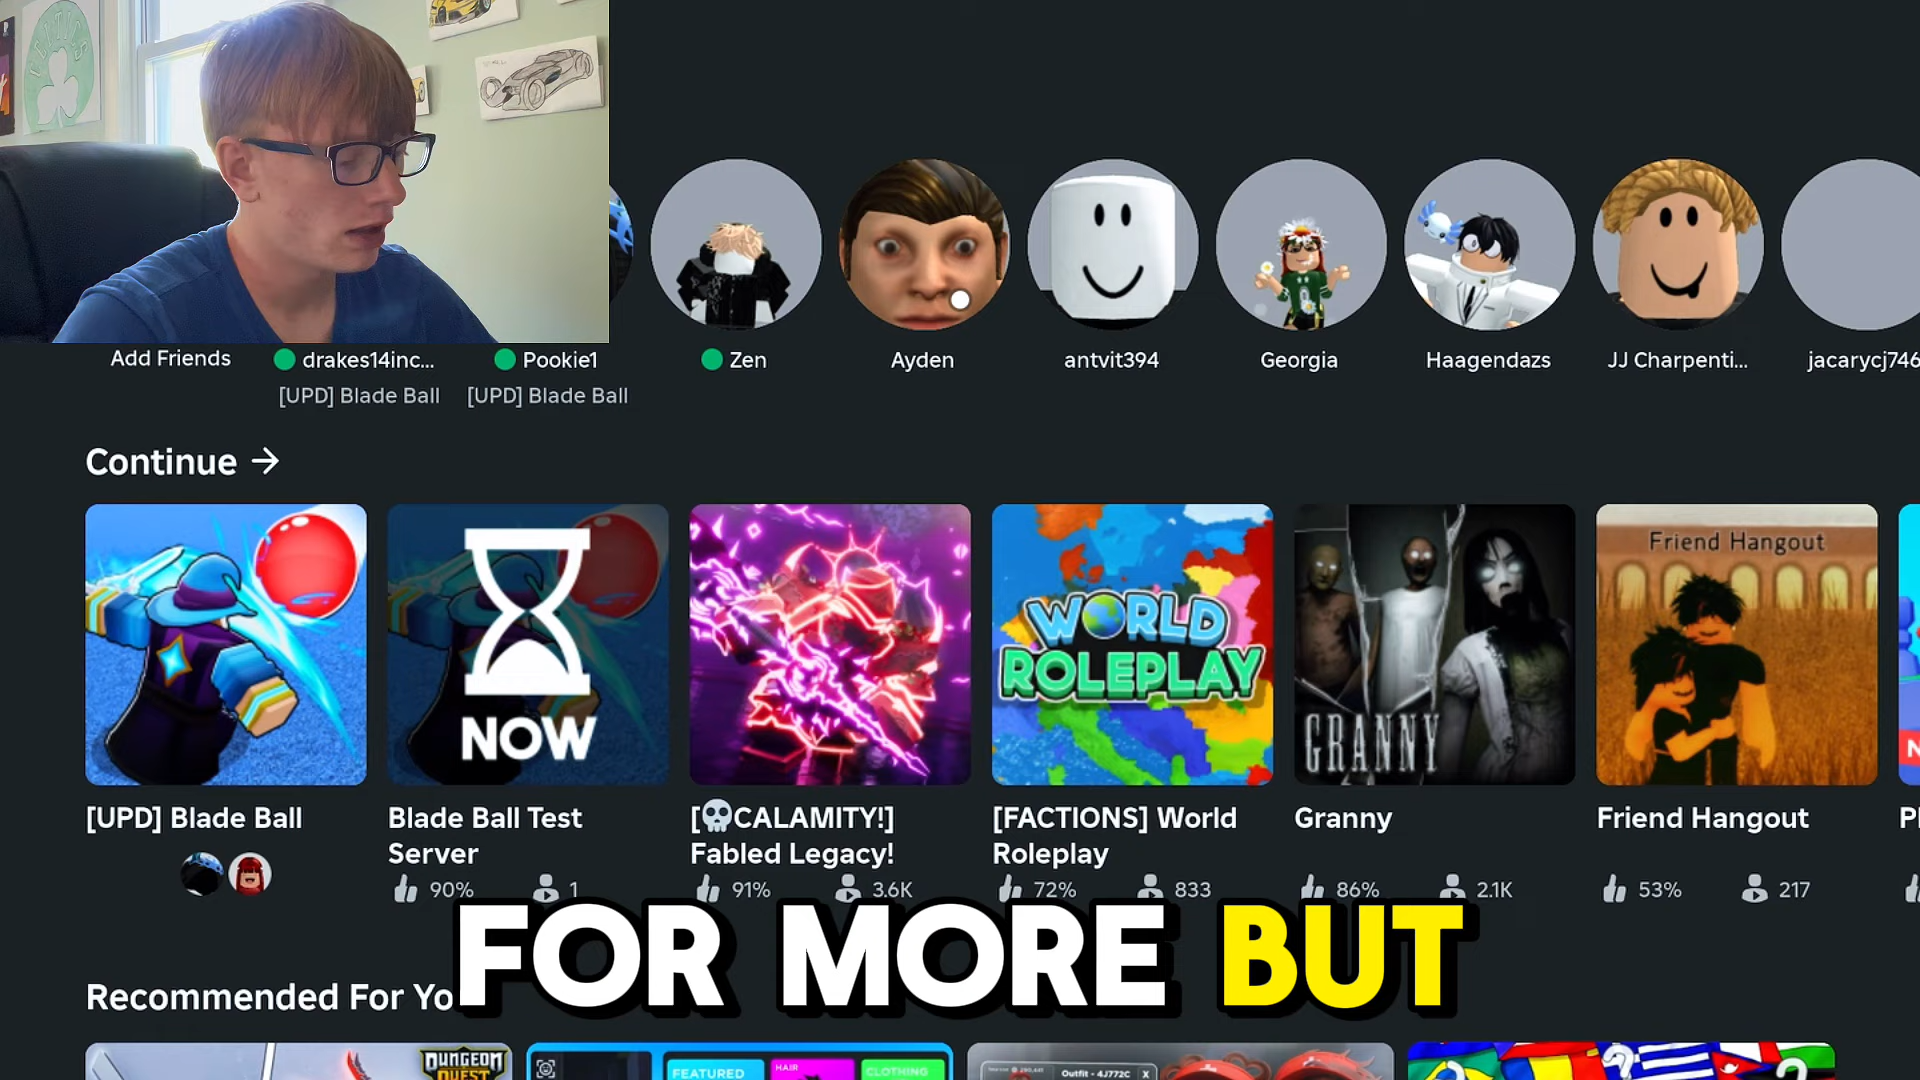 CELTICS
Add Friends
drakes14inc...
Pookie1
Zen
Ayden
antvit394
Georgia
Haagendazs
JJ Charpenti...
jacarycj746
[UPD] Blade Ball
[UPD] Blade Ball
Continue →
NOW
WORLD
ROLEPLAY
GRANNY
Friend Hangout
[UPD] Blade Ball
Blade Ball Test
Server
90%
1
[💀CALAMITY!]
Fabled Legacy!
91%
3.6K
[FACTIONS] World
Roleplay
72%
833
Granny
86%
2.1K
Friend Hangout
53%
217
FOR MORE BUT
Recommended For Yo
DUNGEON
QUEST
FEATURED
HAIR
CLOTHING
Outfit - 4J772C
X